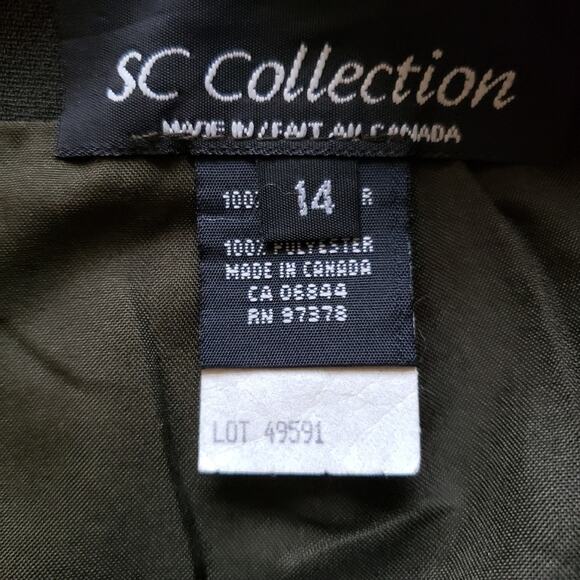 SC Collection
MADE IN / FAIT AU CANADA
14
100% R
100% POLYESTER
MADE IN CANADA
CA 06844
RN 97378
LOT 49591